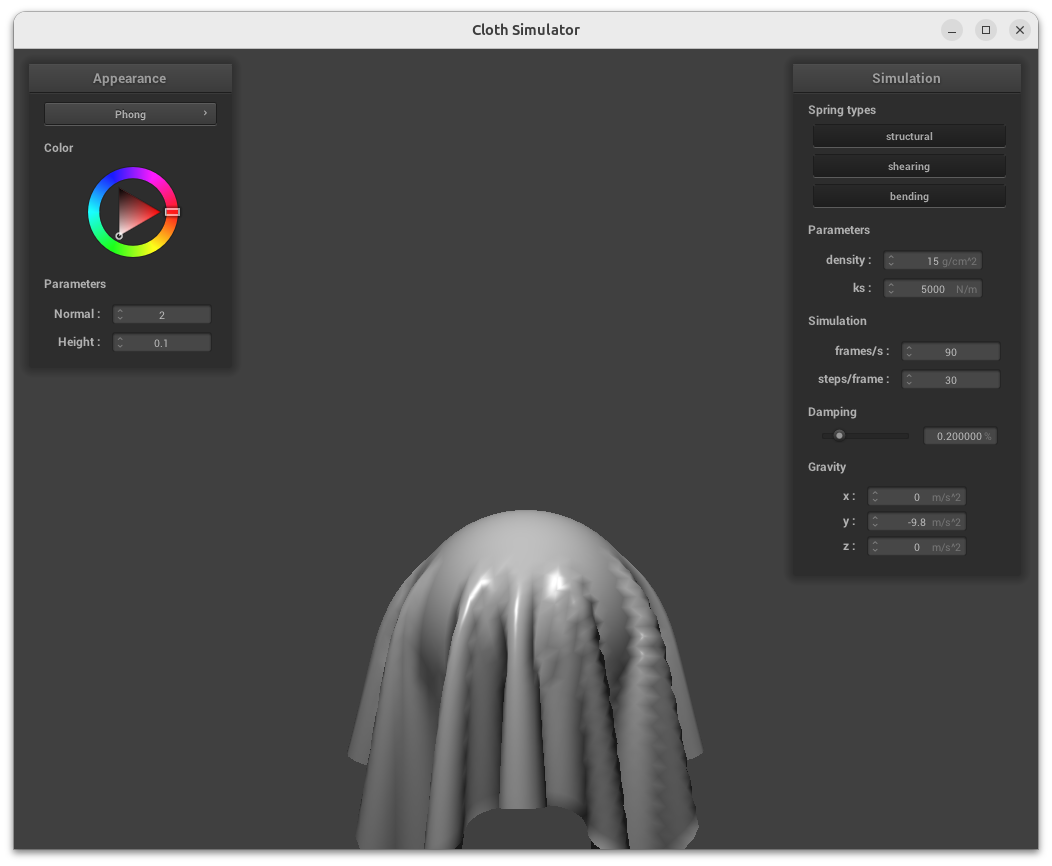 Cloth Simulator
Appearance
Phong
Color
Parameters
Normal : 2
Height : 0.1
Simulation
Spring types
structural
shearing
bending
Parameters
density : 15 g/cm^2
ks : 5000 N/m
Simulation
frames/s : 90
steps/frame : 30
Damping
0.200000 %
Gravity
x : 0 m/s^2
y : -9.8 m/s^2
z : 0 m/s^2